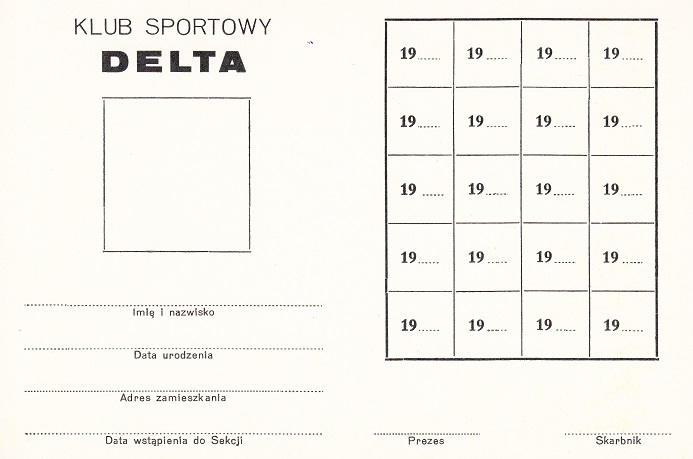 KLUB SPORTOWY
DELTA
Imię i nazwisko
Data urodzenia
Adres zamieszkania
Data wstąpienia do Sekcji
19...... 19...... 19...... 19......
19...... 19...... 19...... 19......
19...... 19...... 19...... 19......
19...... 19...... 19...... 19......
19...... 19...... 19...... 19......
Prezes
Skarbnik